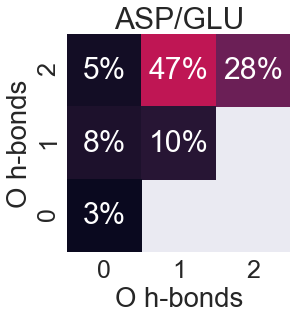 ASP/GLU
O h-bonds
2 5% 47% 28%
1 8% 10%
0 3%
0 1 2
O h-bonds